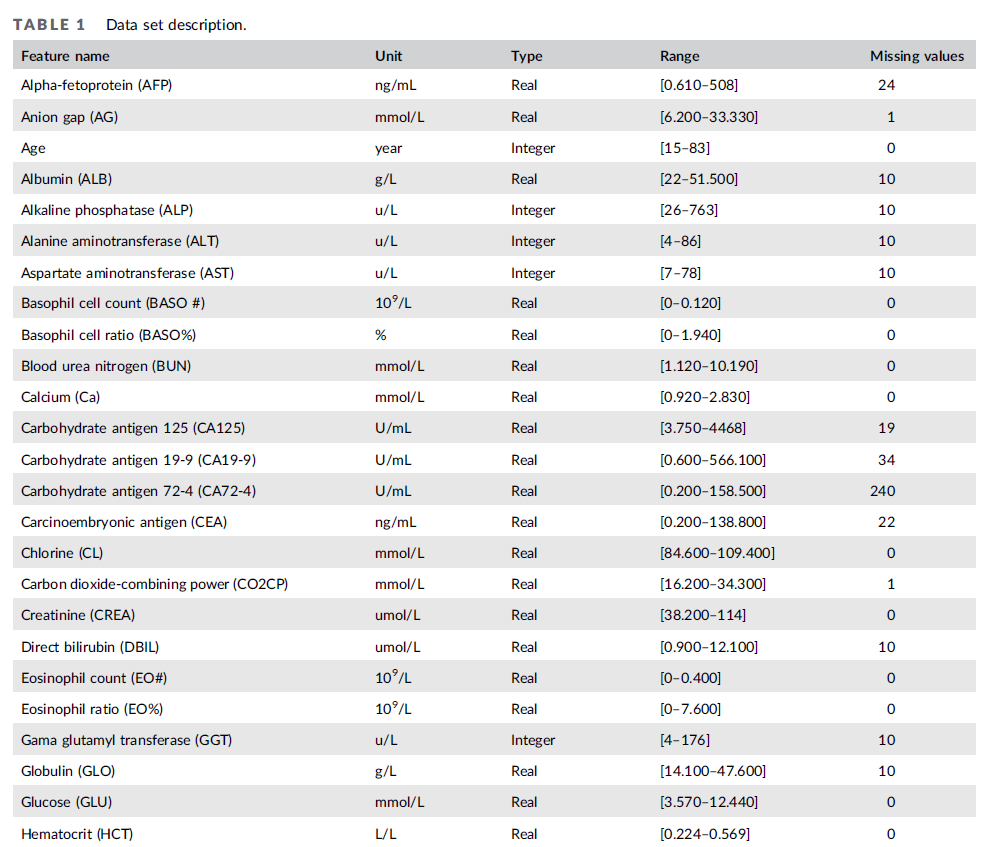 TABLE 1 Data set description.
Feature name Unit Type Range Missing values
Alpha-fetoprotein (AFP) ng/mL Real [0.610–508] 24
Anion gap (AG) mmol/L Real [6.200–33.330] 1
Age year Integer [15–83] 0
Albumin (ALB) g/L Real [22–51.500] 10
Alkaline phosphatase (ALP) u/L Integer [26–763] 10
Alanine aminotransferase (ALT) u/L Integer [4–86] 10
Aspartate aminotransferase (AST) u/L Integer [7–78] 10
Basophil cell count (BASO #) 10⁹/L Real [0–0.120] 0
Basophil cell ratio (BASO%) % Real [0–1.940] 0
Blood urea nitrogen (BUN) mmol/L Real [1.120–10.190] 0
Calcium (Ca) mmol/L Real [0.920–2.830] 0
Carbohydrate antigen 125 (CA125) U/mL Real [3.750–4468] 19
Carbohydrate antigen 19-9 (CA19-9) U/mL Real [0.600–566.100] 34
Carbohydrate antigen 72-4 (CA72-4) U/mL Real [0.200–158.500] 240
Carcinoembryonic antigen (CEA) ng/mL Real [0.200–138.800] 22
Chlorine (CL) mmol/L Real [84.600–109.400] 0
Carbon dioxide-combining power (CO2CP) mmol/L Real [16.200–34.300] 1
Creatinine (CREA) umol/L Real [38.200–114] 0
Direct bilirubin (DBIL) umol/L Real [0.900–12.100] 10
Eosinophil count (EO#) 10⁹/L Real [0–0.400] 0
Eosinophil ratio (EO%) 10⁹/L Real [0–7.600] 0
Gama glutamyl transferase (GGT) u/L Integer [4–176] 10
Globulin (GLO) g/L Real [14.100–47.600] 10
Glucose (GLU) mmol/L Real [3.570–12.440] 0
Hematocrit (HCT) L/L Real [0.224–0.569] 0